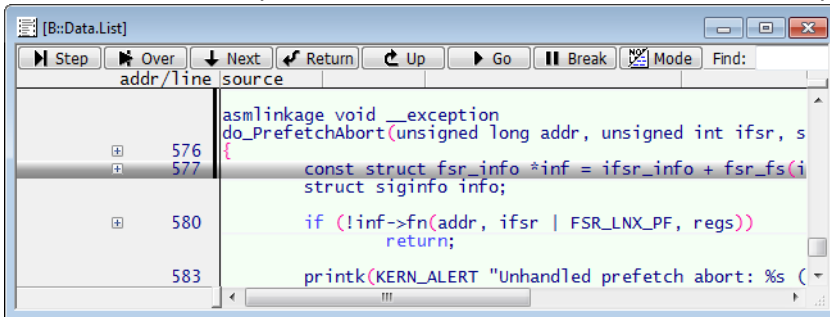 [B::Data.List]
Step Over Next Return Up Go Break Mode Find:
addr/line source
asmlinkage void __exception
do_PrefetchAbort(unsigned long addr, unsigned int ifsr, s
576 {
577 const struct fsr_info *inf = ifsr_info + fsr_fs(i
struct siginfo info;
580 if (!inf->fn(addr, ifsr | FSR_LNX_PF, regs))
return;
583 printk(KERN_ALERT "Unhandled prefetch abort: %s (